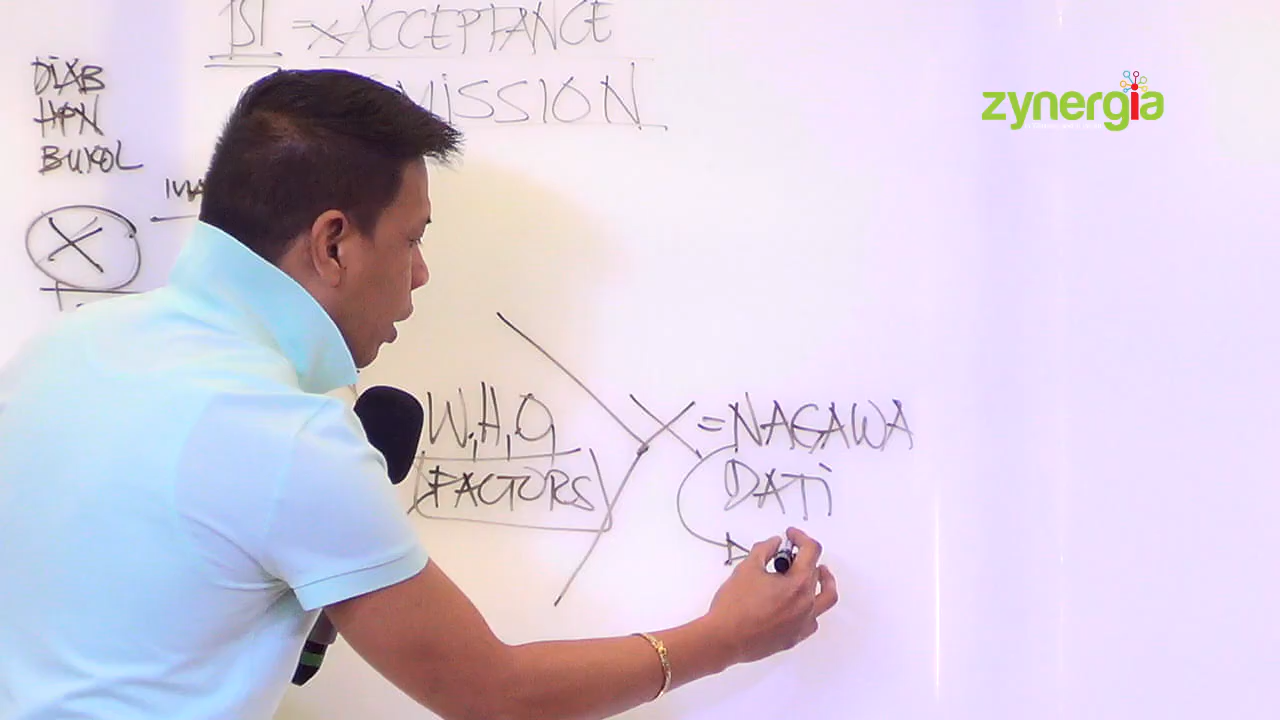 1ST = X ACCEPTANCE
MISSION
DiAB
HPN
BUKOL
X
W.H.O
FACTORS
X = NAGAWA
DATi
zynergia